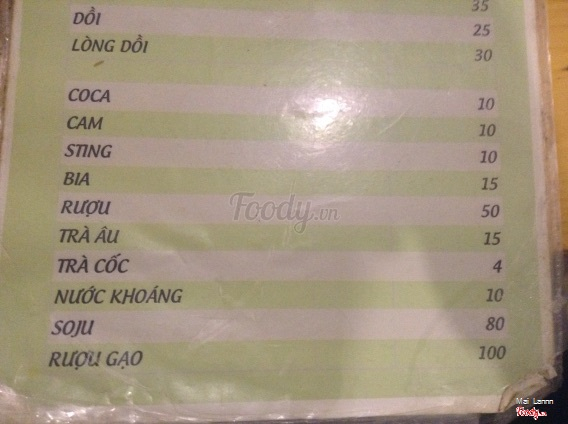 35
DỒI 25
LÒNG DỒI 30
COCA 10
CAM 10
STING 10
BIA 15
RƯỢU 50
Foody.vn
TRÀ ÂU 15
TRÀ CỐC 4
NƯỚC KHOÁNG 10
SOJU 80
RƯỢU GẠO 100
Mai Lannn
Foody.vn